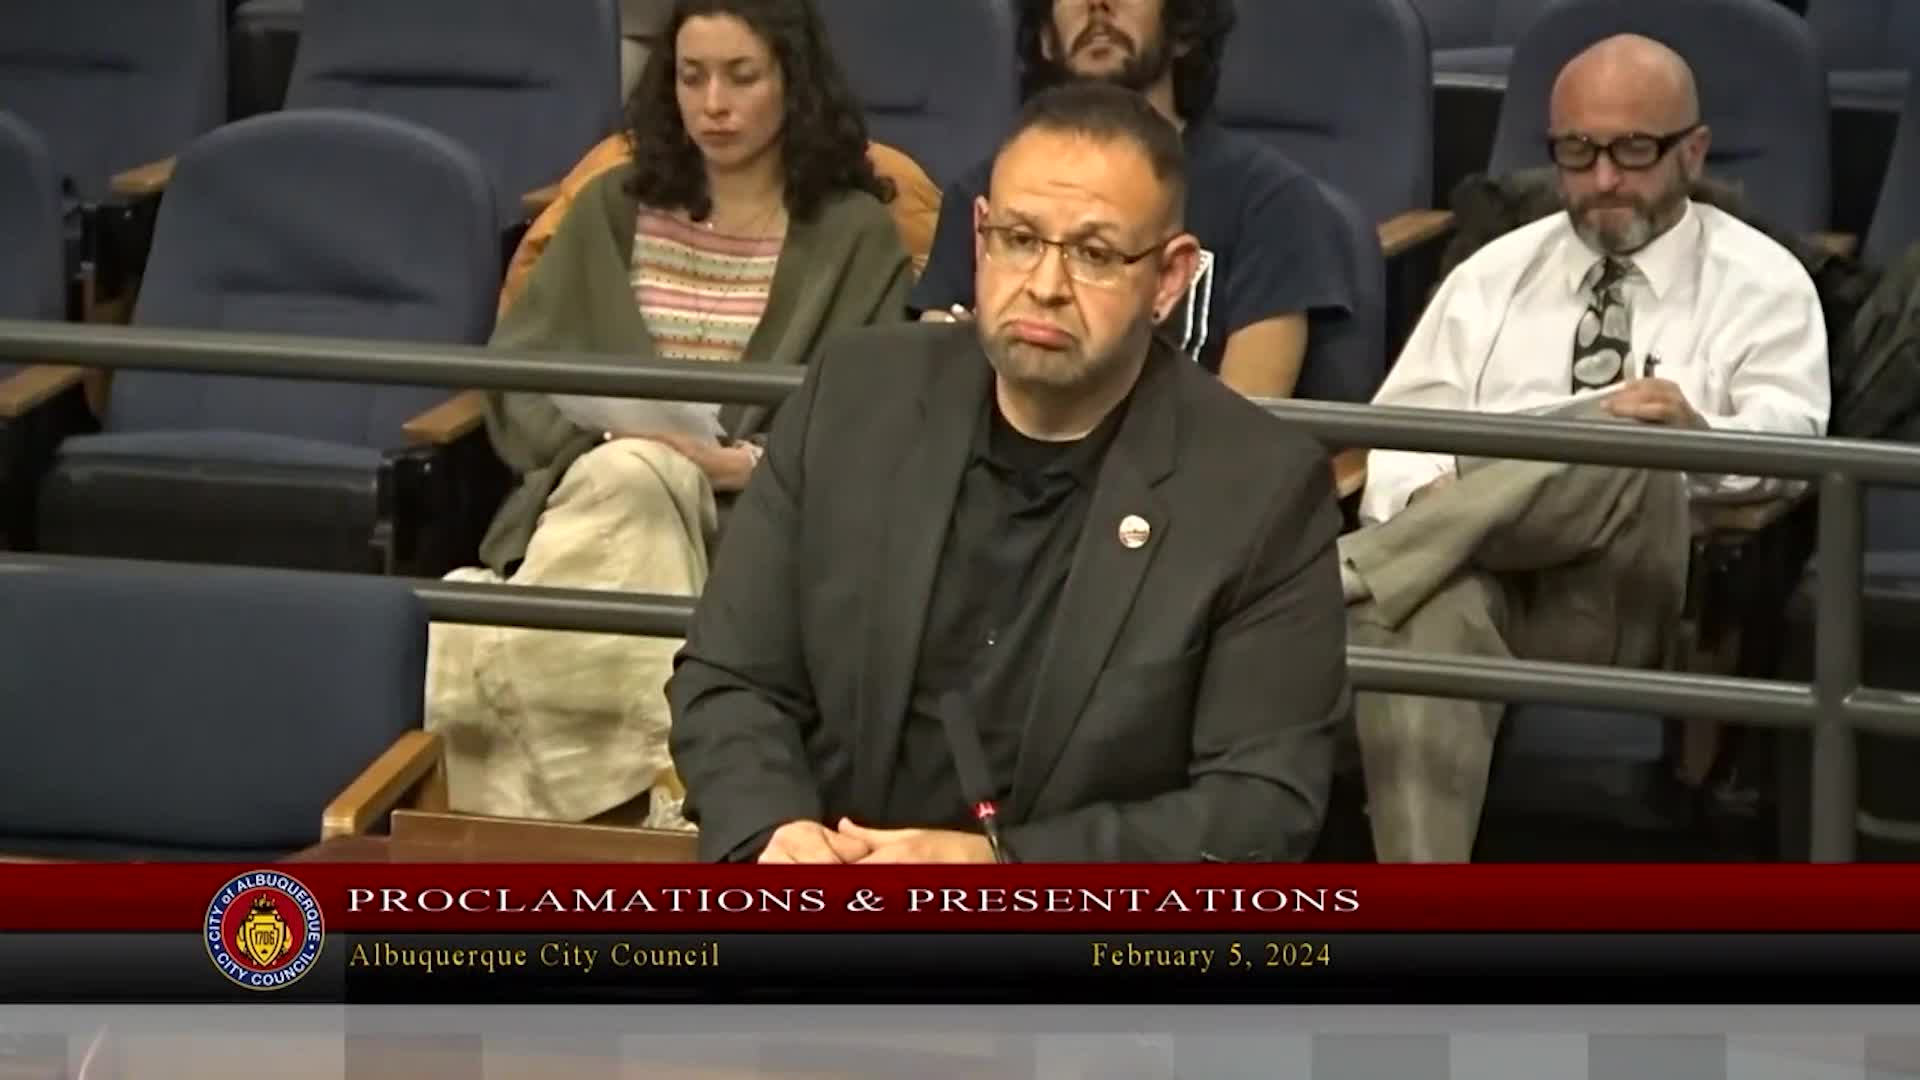 PROCLAMATIONS & PRESENTATIONS
Albuquerque City Council
February 5, 2024
CITY of ALBUQUERQUE
1706
CITY COUNCIL